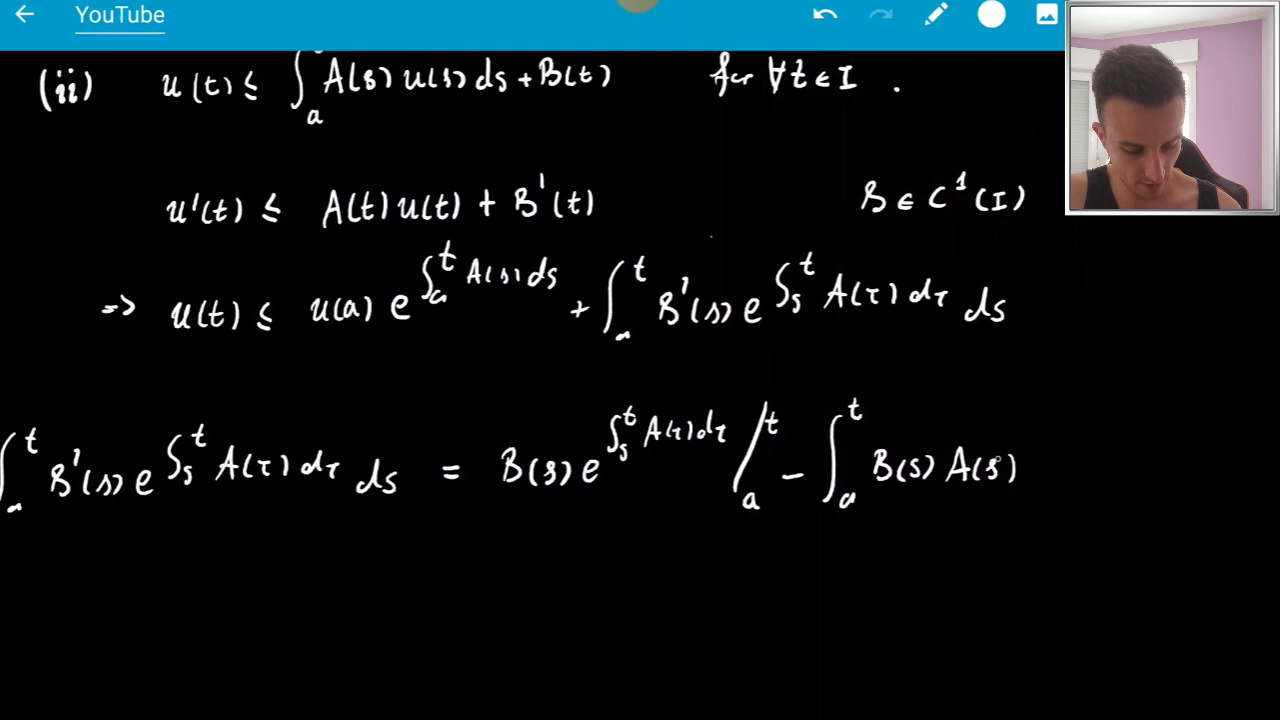 YouTube
(ii) u(t) ≤ ∫_a A(s)u(s)ds+B(t) for ∀t∈I .
u'(t) ≤ A(t)u(t) + B'(t) B ∈ C^1(I)
=> u(t) ≤ u(a) e^{∫_a^t A(s)ds} + ∫_a^t B'(s) e^{∫_s^t A(τ)dτ} ds
∫_a^t B'(s) e^{∫_s^t A(τ)dτ} ds = B(s) e^{∫_s^t A(τ)dτ} /_a^t - ∫_a^t B(s) A(s)